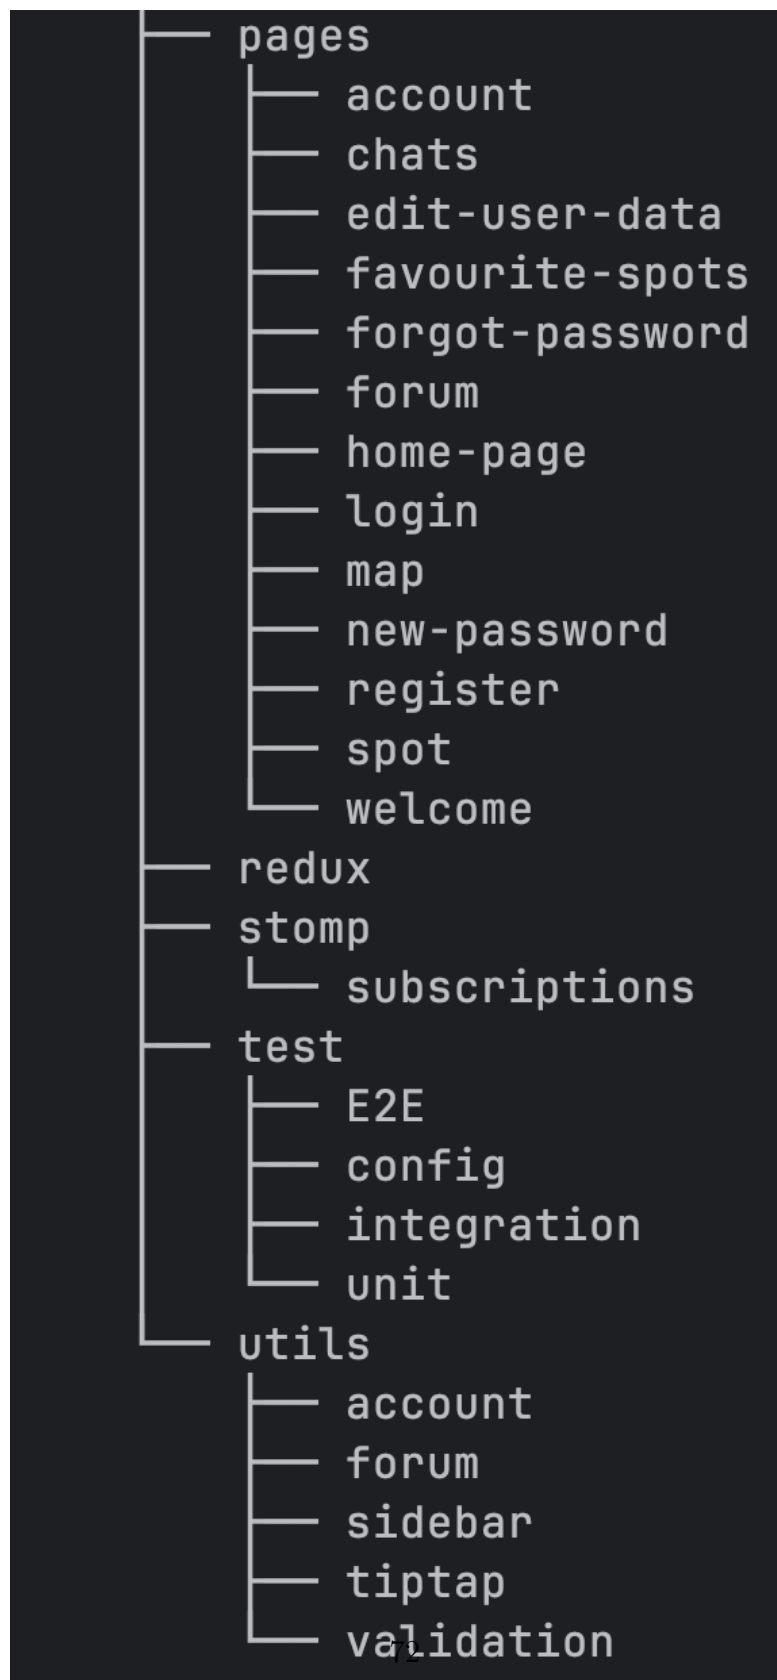 pages
account
chats
edit-user-data
favourite-spots
forgot-password
forum
home-page
login
map
new-password
register
spot
welcome
redux
stomp
subscriptions
test
E2E
config
integration
unit
utils
account
forum
sidebar
tiptap
validation
72